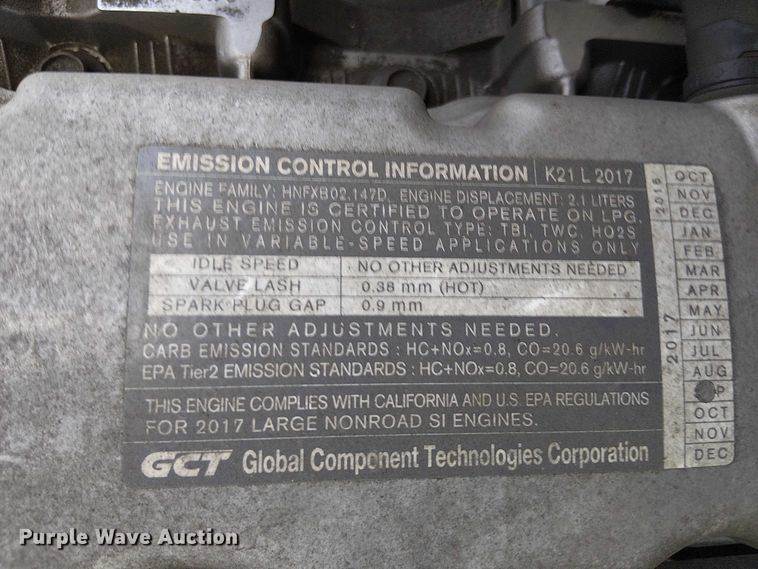 EMISSION CONTROL INFORMATION K21 L 2017
ENGINE FAMILY: HNFXB02.147D, ENGINE DISPLACEMENT: 2.1 LITERS
THIS ENGINE IS CERTIFIED TO OPERATE ON LPG.
EXHAUST EMISSION CONTROL TYPE: TBI, TWC, HO2S
USE IN VARIABLE-SPEED APPLICATIONS ONLY
IDLE SPEED NO OTHER ADJUSTMENTS NEEDED
VALVE LASH 0.38 mm (HOT)
SPARK PLUG GAP 0.9 mm
NO OTHER ADJUSTMENTS NEEDED.
CARB EMISSION STANDARDS : HC+NOx=0.8, CO=20.6 g/kW-hr
EPA Tier2 EMISSION STANDARDS : HC+NOx=0.8, CO=20.6 g/kW-hr
THIS ENGINE COMPLIES WITH CALIFORNIA AND U.S. EPA REGULATIONS
FOR 2017 LARGE NONROAD SI ENGINES.
GCT Global Component Technologies Corporation
2016
OCT
NOV
DEC
2017
JAN
FEB
MAR
APR
MAY
JUN
JUL
AUG
SEP
OCT
NOV
DEC
Purple Wave Auction